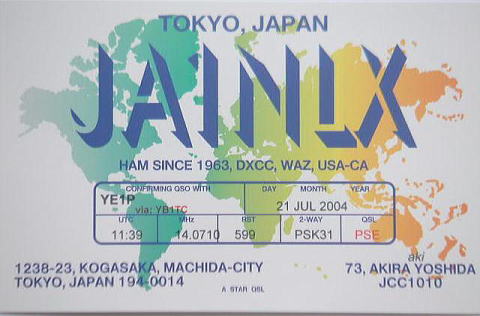 TOKYO, JAPAN
JA1NLX
HAM SINCE 1963, DXCC, WAZ, USA-CA
CONFIRMING QSO WITH DAY MONTH YEAR
YE1P
via: YB1TC 21 JUL 2004
UTC MHz RST 2-WAY QSL
11:39 14.0710 599 PSK31 PSE
aki
1238-23, KOGASAKA, MACHIDA-CITY 73, AKIRA YOSHIDA
TOKYO, JAPAN 194-0014 JCC1010
A STAR QSL